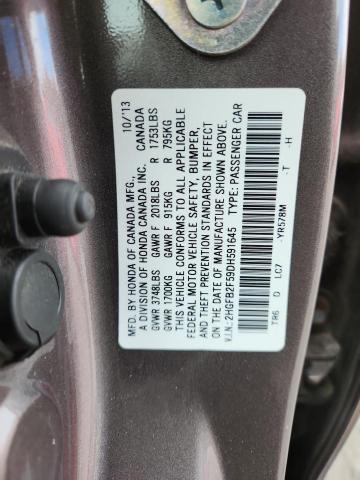 MFD. BY HONDA OF CANADA MFG. 10/'13
A DIVISION OF HONDA CANADA INC. CANADA
GVWR 3748LBS GAWR F 2018LBS R 1753LBS
GVWR 1700KG GAWR F 915KG R 795KG
THIS VEHICLE CONFORMS TO ALL APPLICABLE
FEDERAL MOTOR VEHICLE SAFETY, BUMPER,
AND THEFT PREVENTION STANDARDS IN EFFECT
ON THE DATE OF MANUFACTURE SHOWN ABOVE.
V.I.N.: 2HGFB2F59DH591645 TYPE: PASSENGER CAR
TR6 D LC7 -YR578M -T -H